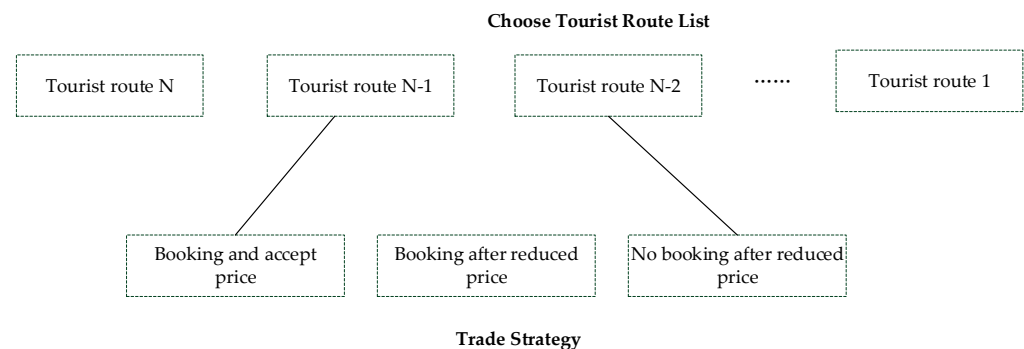 Choose Tourist Route List
Tourist route N
Tourist route N-1
Tourist route N-2
······
Tourist route 1
Booking and accept
price
Booking after reduced
price
No booking after reduced
price
Trade Strategy